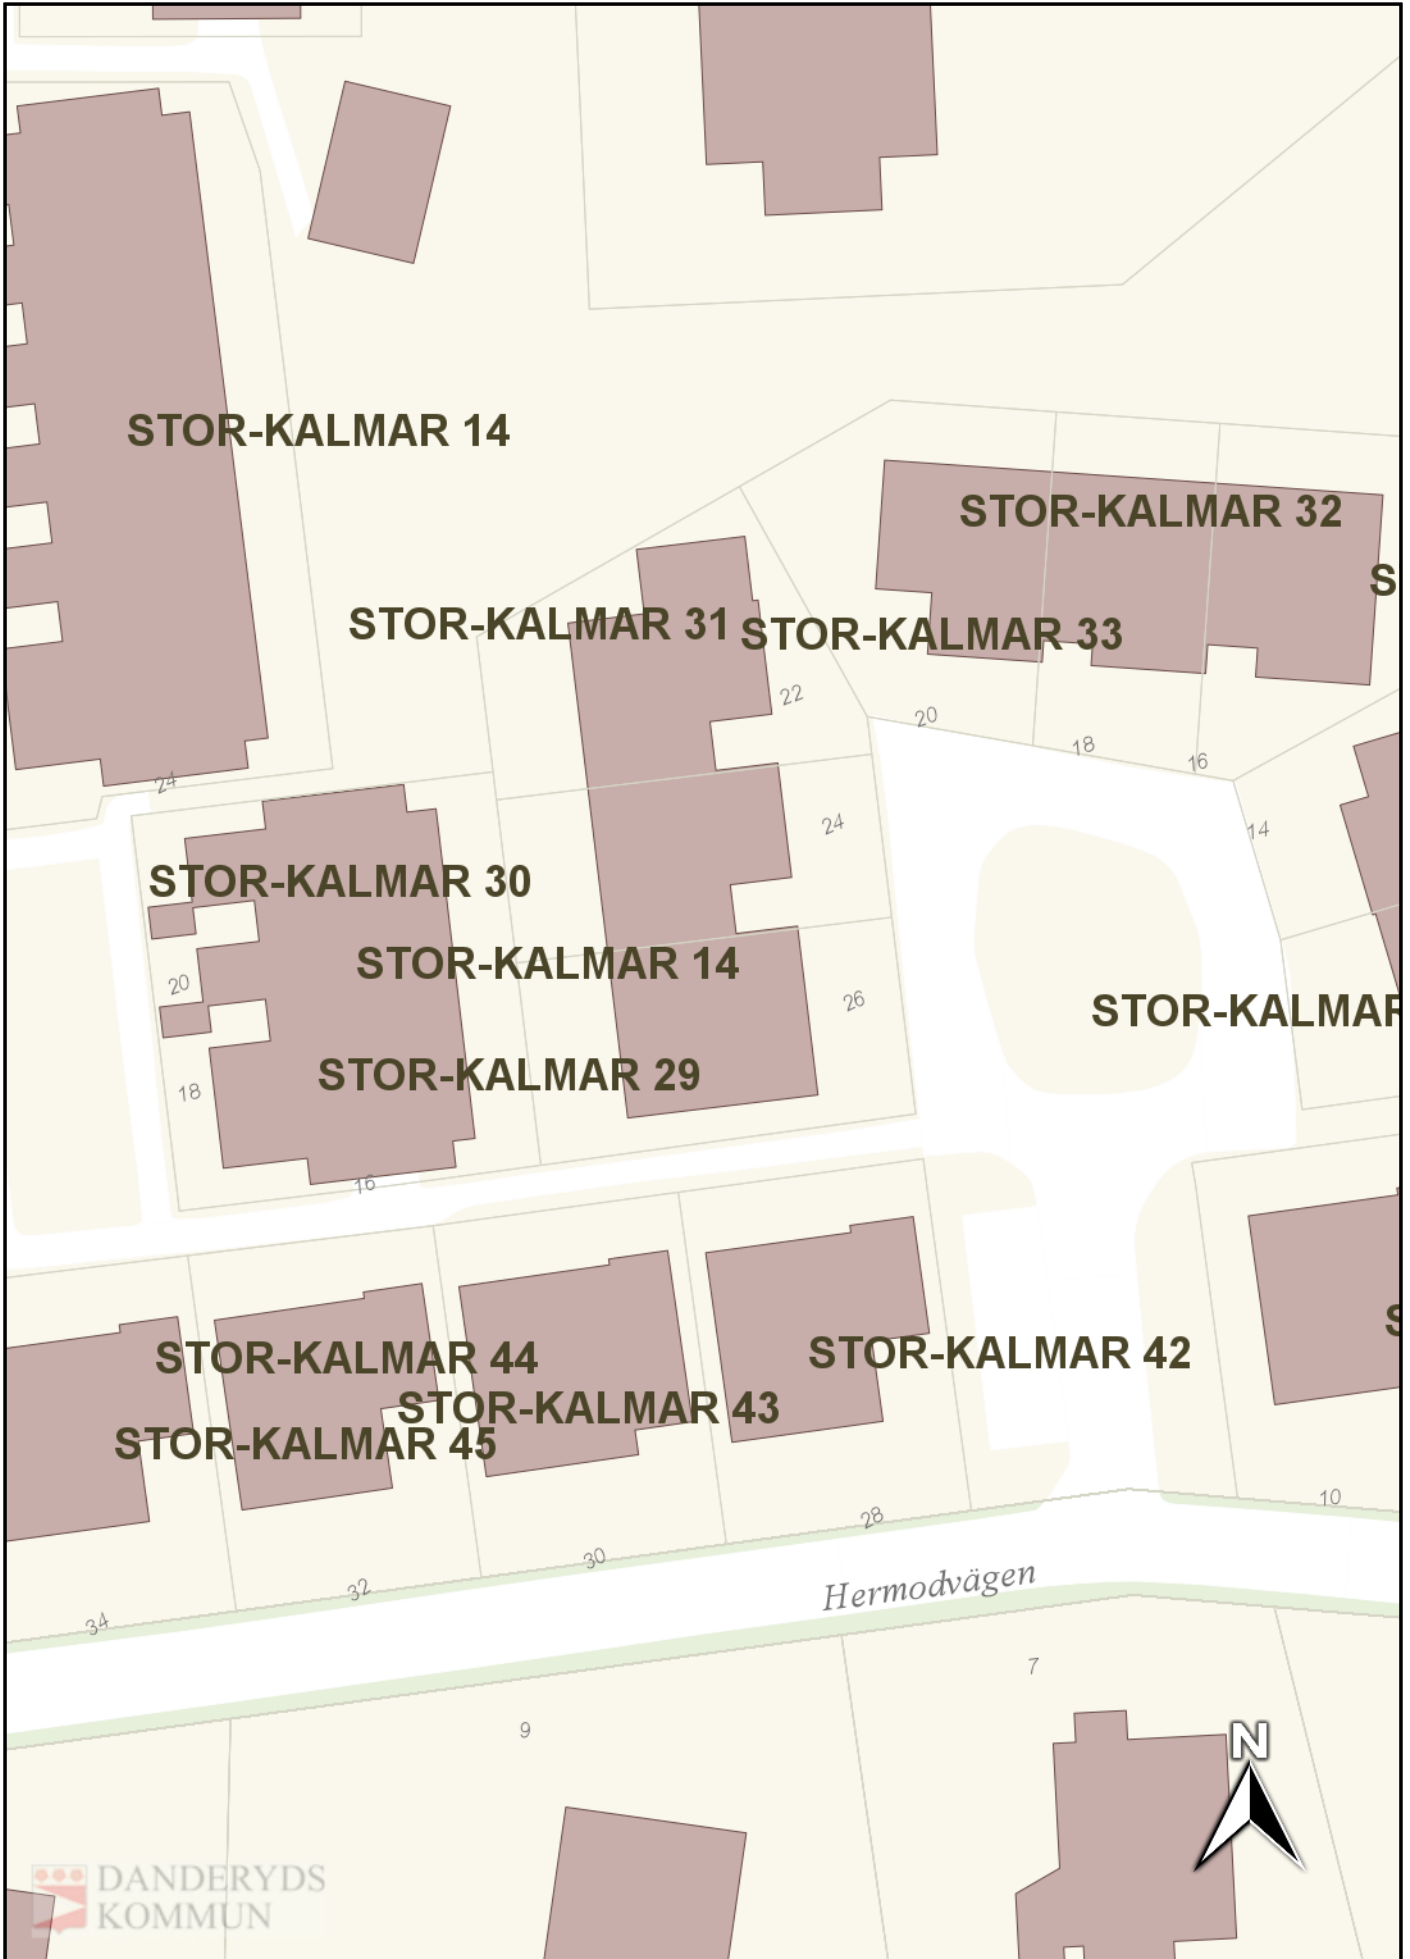 STOR-KALMAR 14
STOR-KALMAR 32
S
STOR-KALMAR 31
STOR-KALMAR 33
22
20
18
16
24
24
14
STOR-KALMAR 30
STOR-KALMAR 14
20
26
STOR-KALMAR
STOR-KALMAR 29
18
16
S
STOR-KALMAR 44
STOR-KALMAR 42
STOR-KALMAR 43
STOR-KALMAR 45
10
28
30
32
34
Hermodvägen
7
9
N
DANDERYDS
KOMMUN